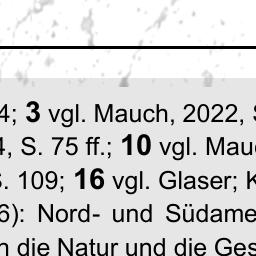 4; 3 vgl. Mauch, 2022, S
4, S. 75 ff.; 10 vgl. Mau
S. 109; 16 vgl. Glaser; K
6): Nord- und Südame
n die Natur und die Ges